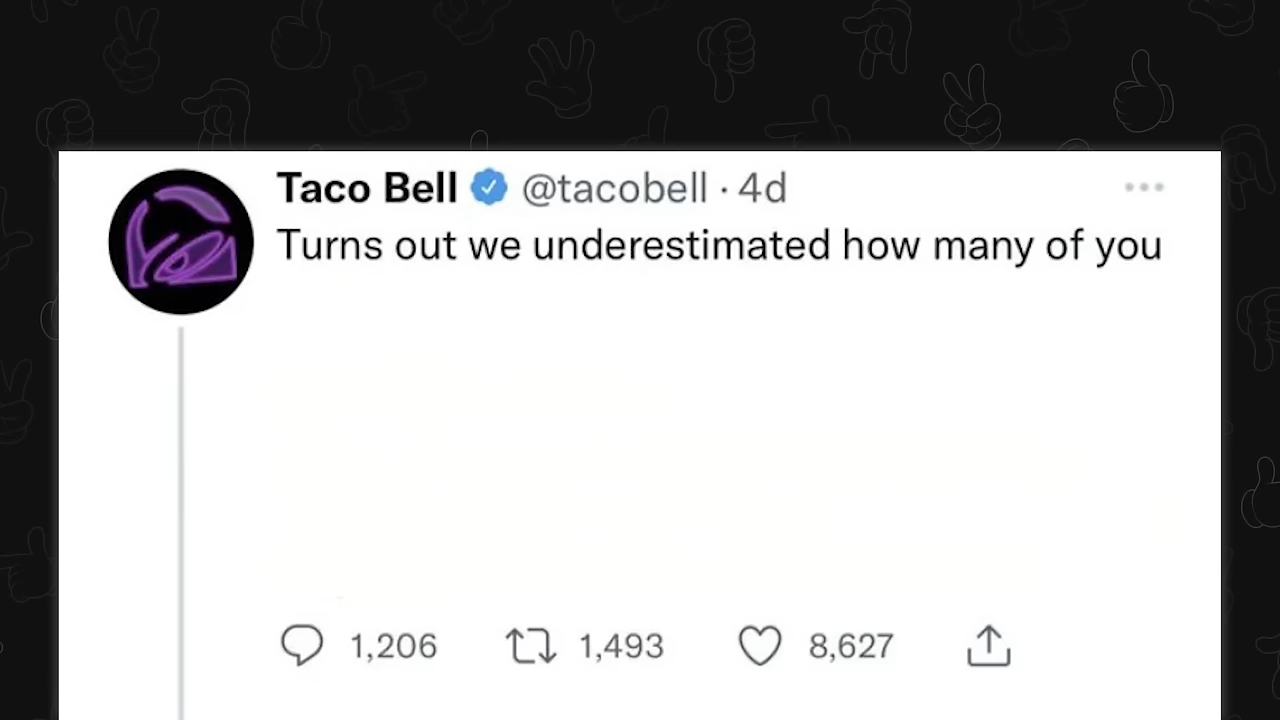 Taco Bell @tacobell · 4d
Turns out we underestimated how many of you
1,206 1,493 8,627